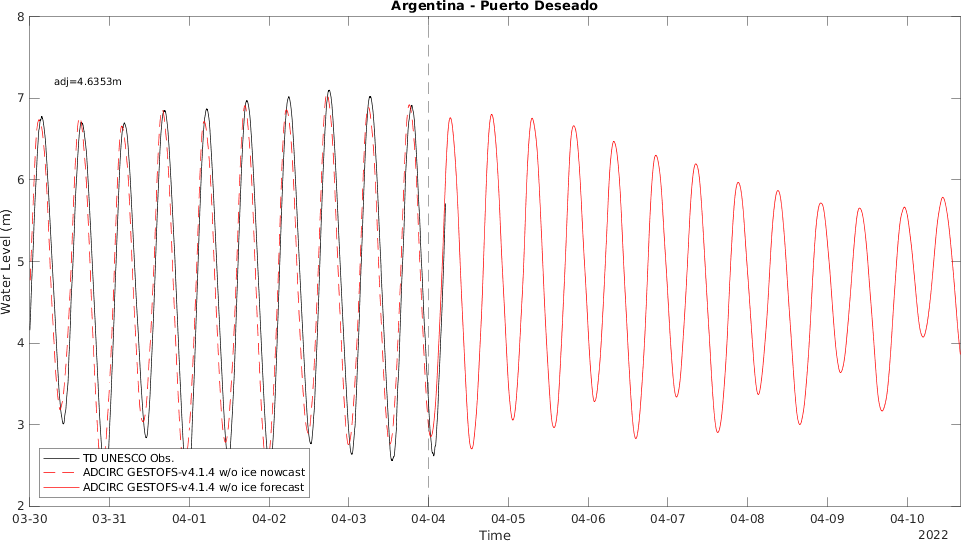 Argentina - Puerto Deseado
8
7
6
5
4
3
2
Water Level (m)
adj=4.6353m
TD UNESCO Obs.
ADCIRC GESTOFS-v4.1.4 w/o ice nowcast
ADCIRC GESTOFS-v4.1.4 w/o ice forecast
03-30 03-31 04-01 04-02 04-03 04-04 04-05 04-06 04-07 04-08 04-09 04-10
Time
2022